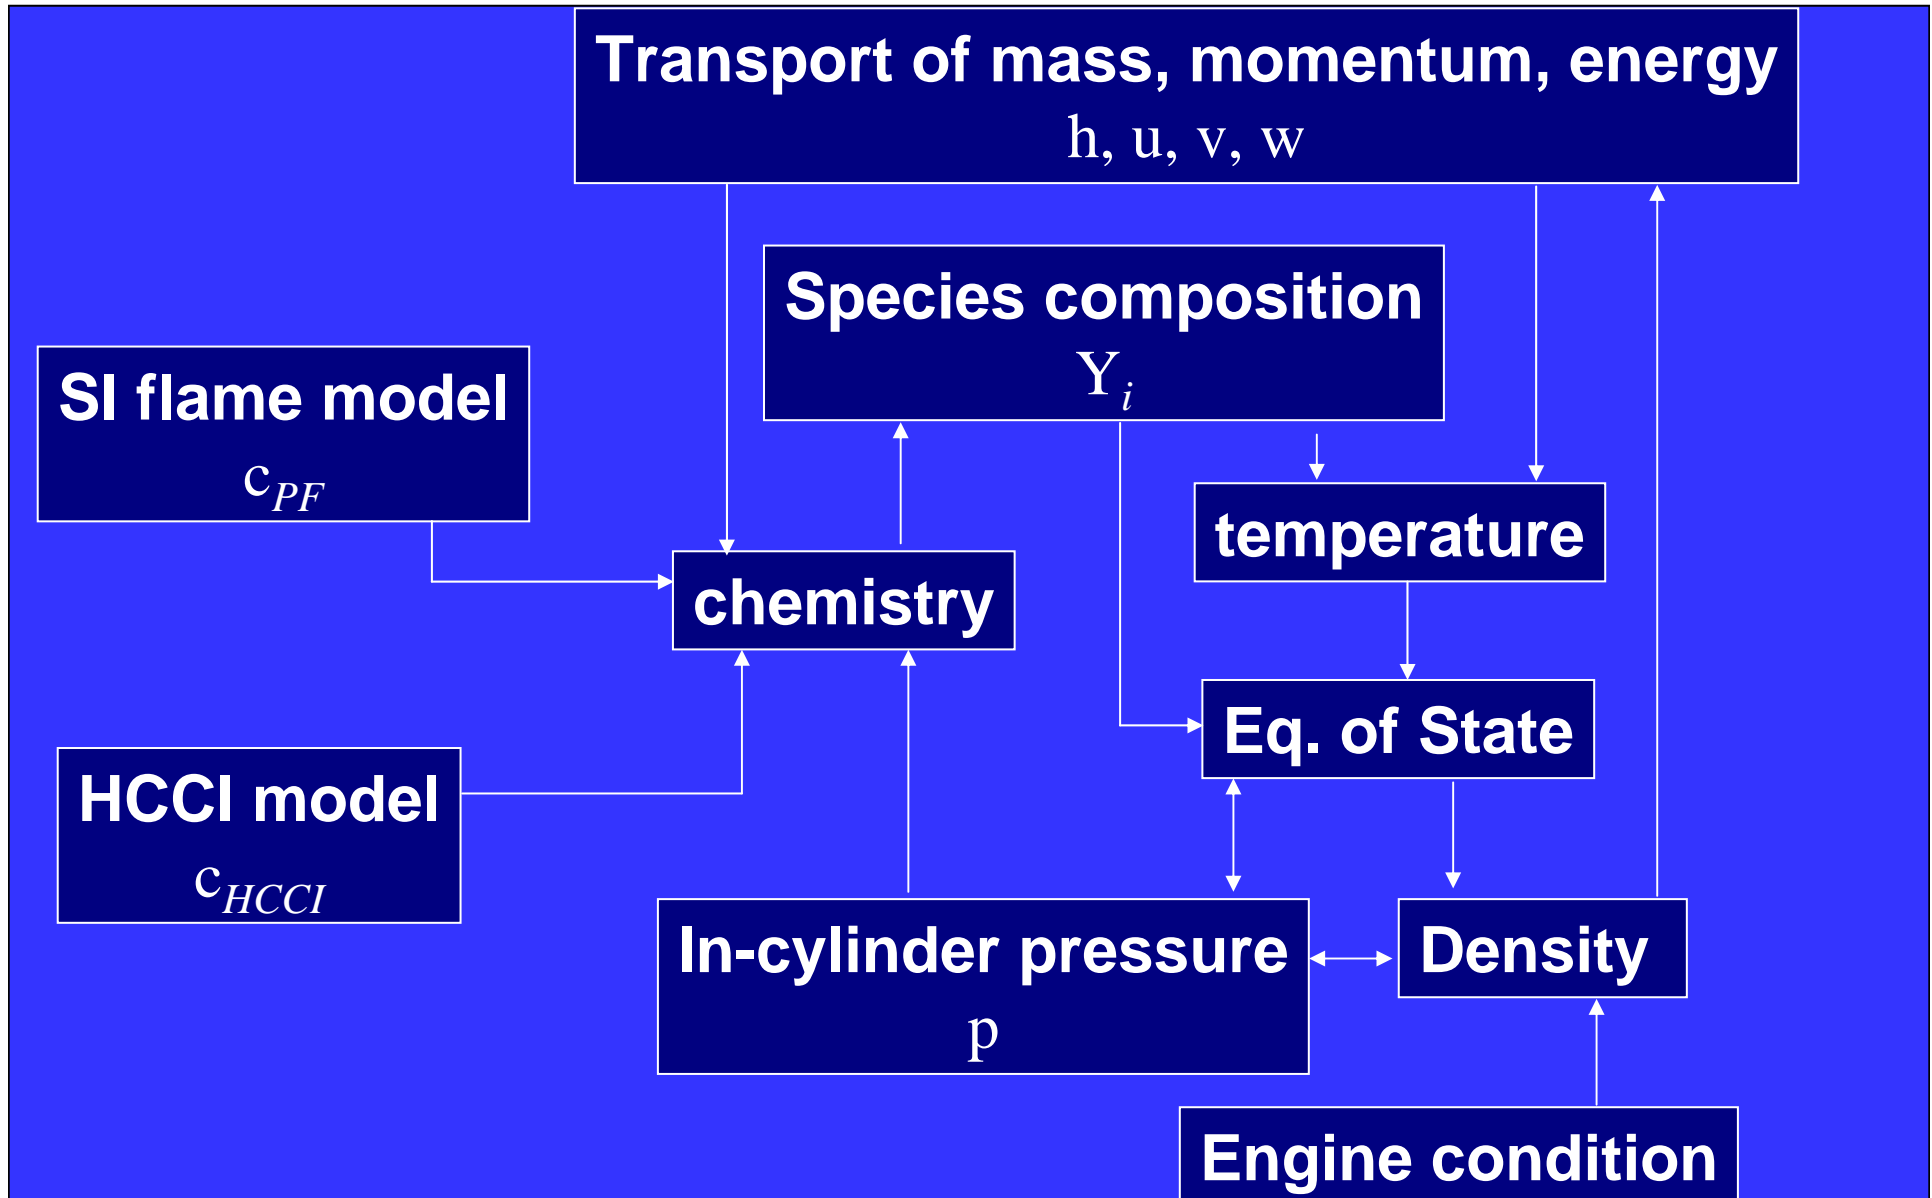 Transport of mass, momentum, energy
h, u, v, w
Species composition
Y_i
SI flame model
c_PF
temperature
chemistry
Eq. of State
HCCI model
c_HCCI
In-cylinder pressure
p
Density
Engine condition